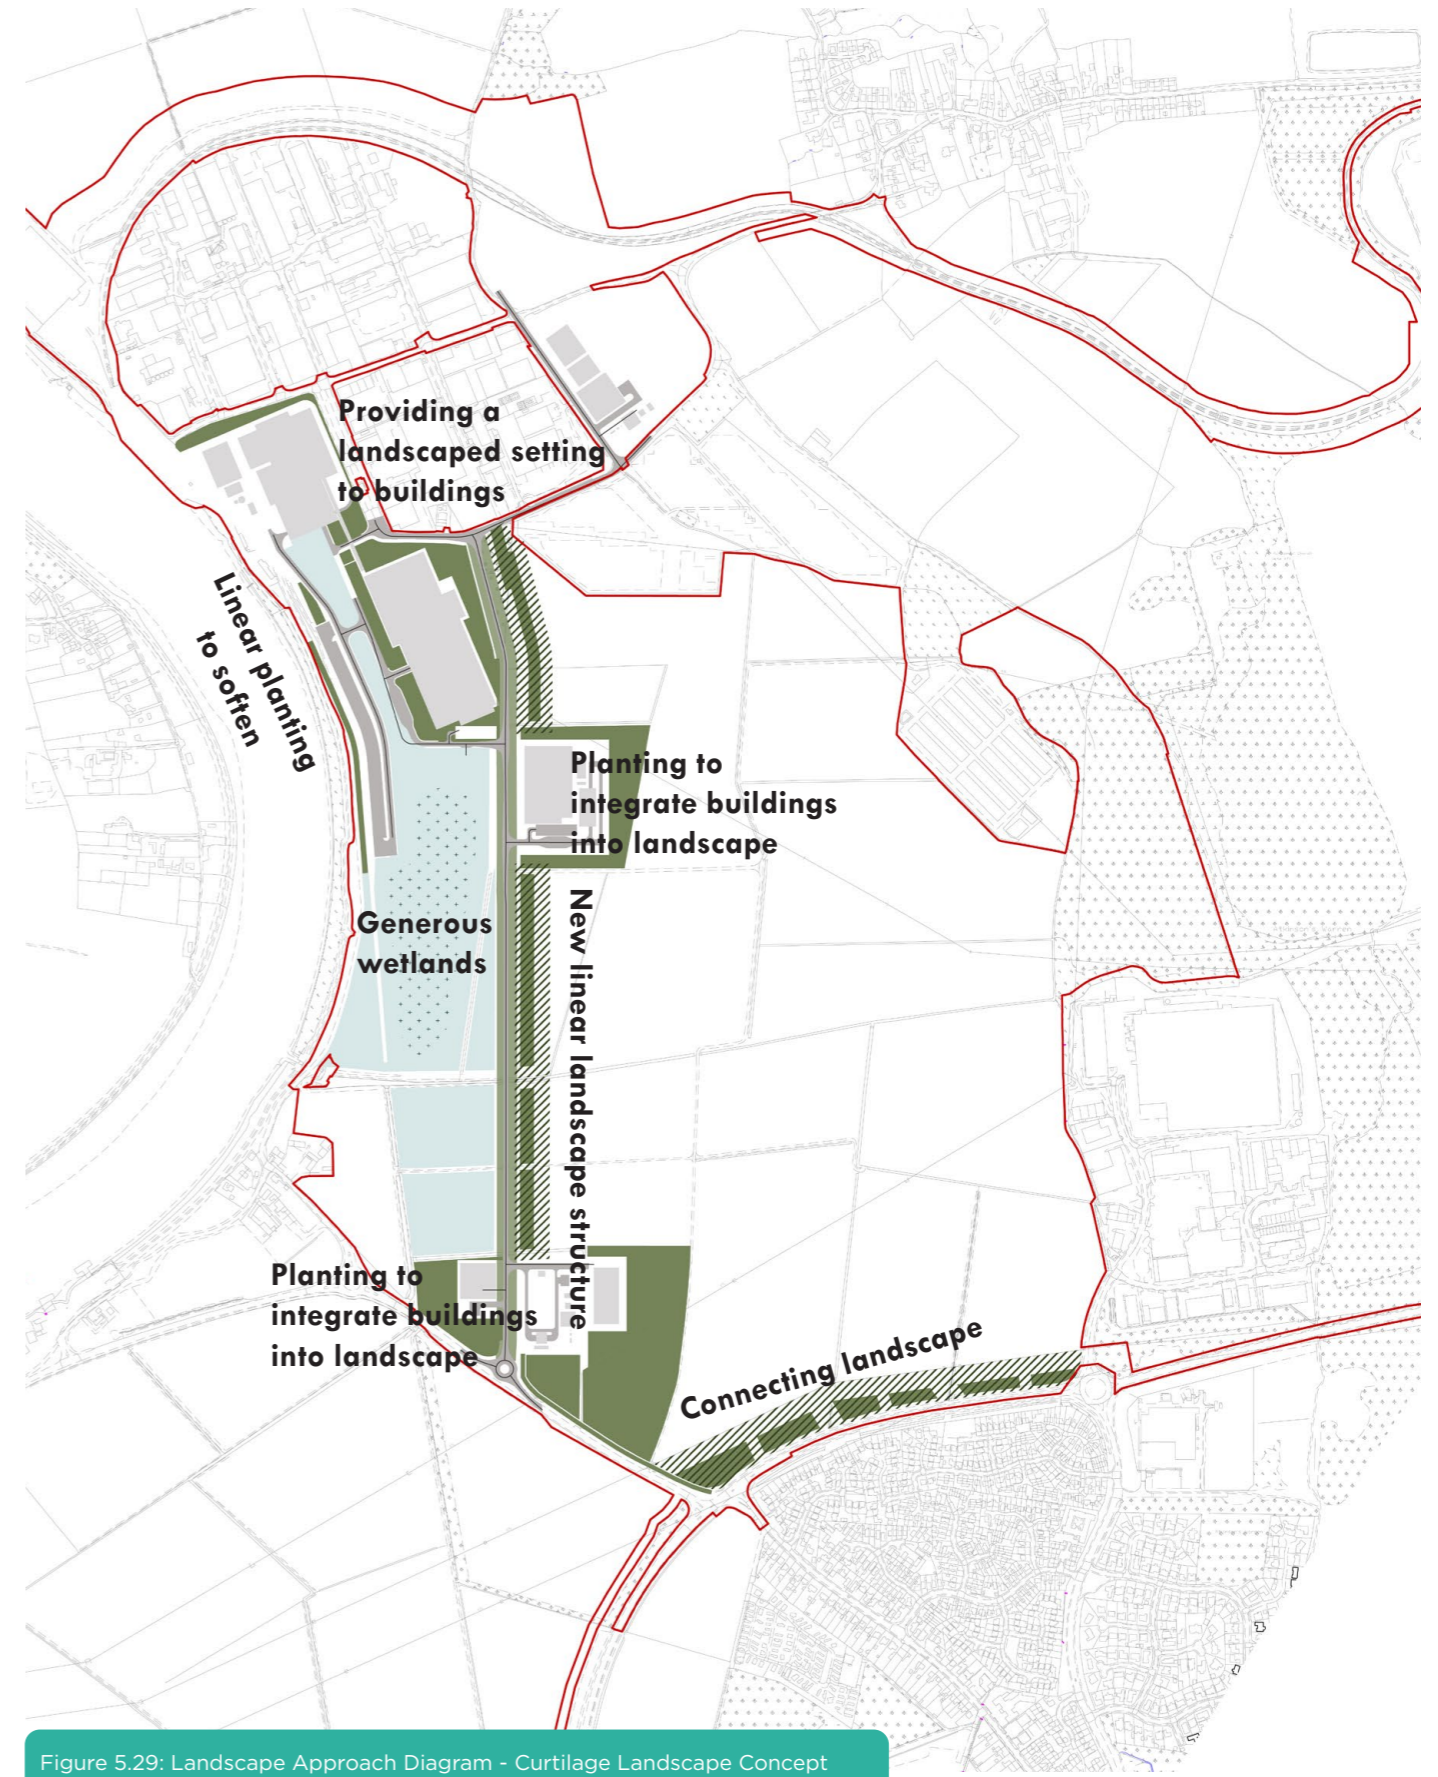 Providing a
landscaped setting
to buildings
Linear planting
to soften
Planting to
integrate buildings
into landscape
Generous
wetlands
New linear landscape structure
Planting to
integrate buildings
into landscape
Connecting landscape
Figure 5.29: Landscape Approach Diagram - Curtilage Landscape Concept